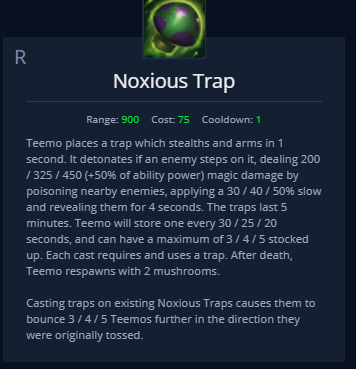 R
Noxious Trap
Range: 900 Cost: 75 Cooldown: 1
Teemo places a trap which stealths and arms in 1
second. It detonates if an enemy steps on it, dealing 200
/ 325 / 450 (+50% of ability power) magic damage by
poisoning nearby enemies, applying a 30 / 40 / 50% slow
and revealing them for 4 seconds. The traps last 5
minutes. Teemo will store one every 30 / 25 / 20
seconds, and can have a maximum of 3 / 4 / 5 stocked
up. Each cast requires and uses a trap. After death,
Teemo respawns with 2 mushrooms.
Casting traps on existing Noxious Traps causes them to
bounce 3 / 4 / 5 Teemos further in the direction they
were originally tossed.